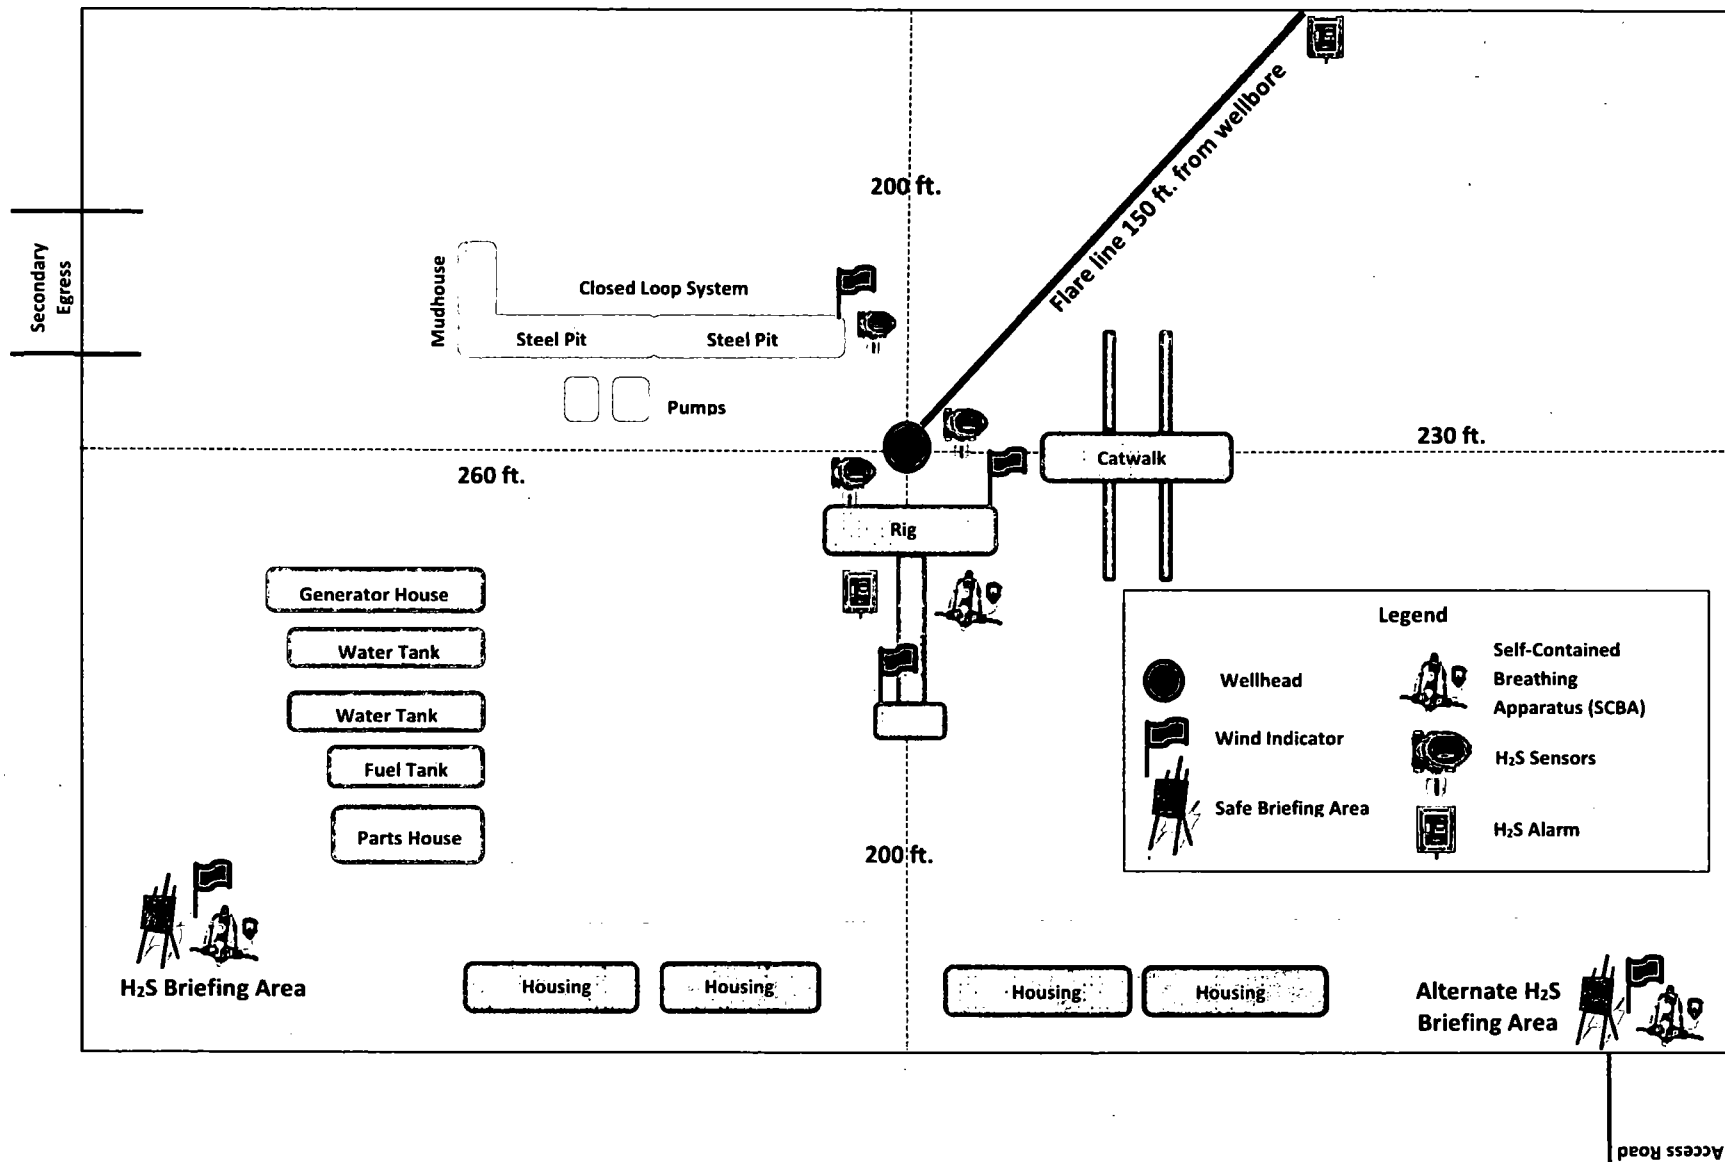 200 ft.
Flare line 150 ft. from wellbore
Secondary
Egress
Mudhouse
Closed Loop System
Steel Pit
Steel Pit
Pumps
260 ft.
230 ft.
Catwalk
Rig
Generator House
Water Tank
Water Tank
Fuel Tank
Parts House
200 ft.
Legend
Wellhead
Wind Indicator
Safe Briefing Area
Self-Contained
Breathing
Apparatus (SCBA)
H₂S Sensors
H₂S Alarm
H₂S Briefing Area
Housing
Housing
Housing
Housing
Alternate H₂S
Briefing Area
Access Road